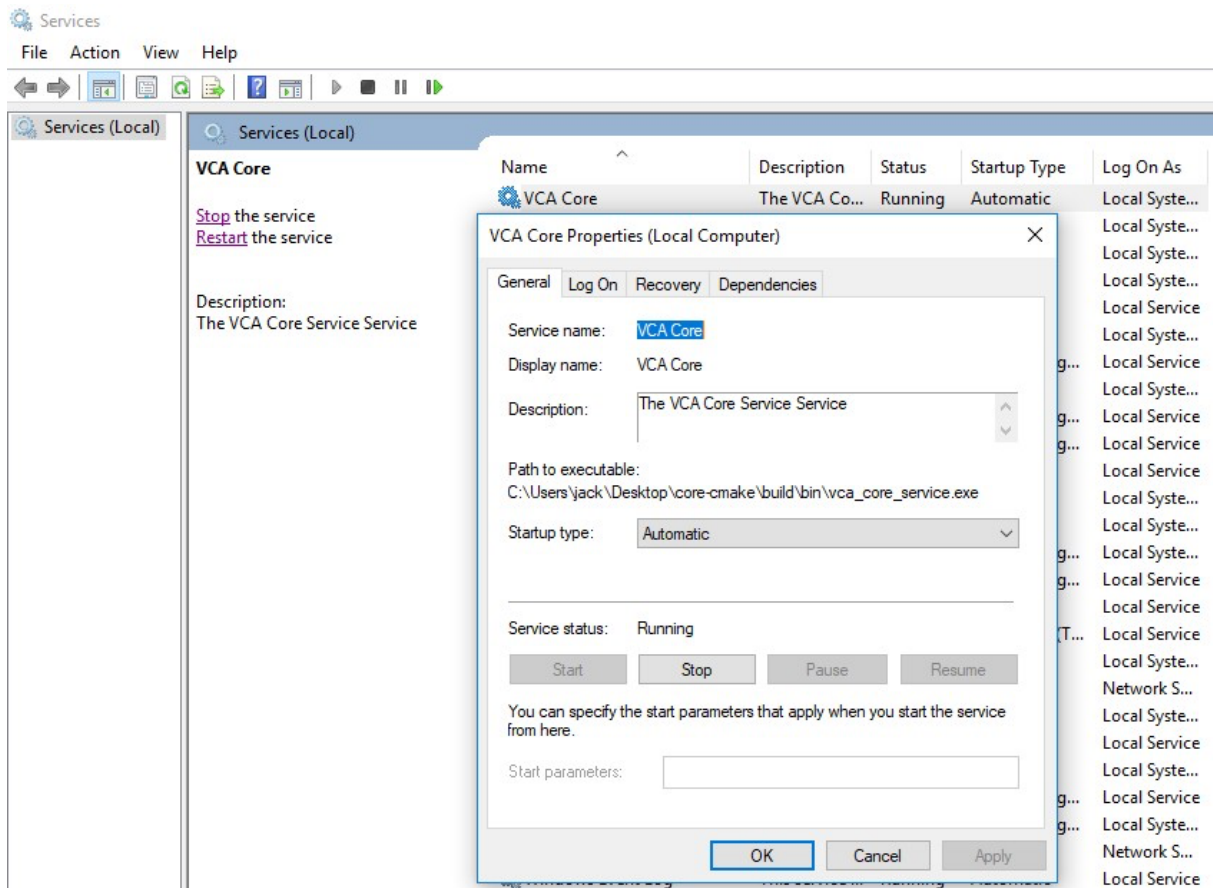 Services
File Action View Help
Services (Local)
Services (Local)
VCA Core
Stop the service
Restart the service
Description:
The VCA Core Service Service
Name Description Status Startup Type Log On As
VCA Core The VCA Co... Running Automatic Local Syste...
Local Syste...
Local Syste...
Local Syste...
Local Service
Local Syste...
g... Local Service
Local Syste...
g... Local Service
g... Local Service
Local Service
Local Syste...
Local Syste...
g... Local Syste...
g... Local Service
Local Service
(T... Local Service
Local Syste...
Network S...
Local Syste...
Local Service
Local Syste...
g... Local Service
g... Local Syste...
Network S...
Local Service
VCA Core Properties (Local Computer)
General Log On Recovery Dependencies
Service name: VCA Core
Display name: VCA Core
Description: The VCA Core Service Service
Path to executable:
C:\Users\jack\Desktop\core-cmake\build\bin\vca_core_service.exe
Startup type: Automatic
Service status: Running
Start Stop Pause Resume
You can specify the start parameters that apply when you start the service
from here.
Start parameters:
OK Cancel Apply